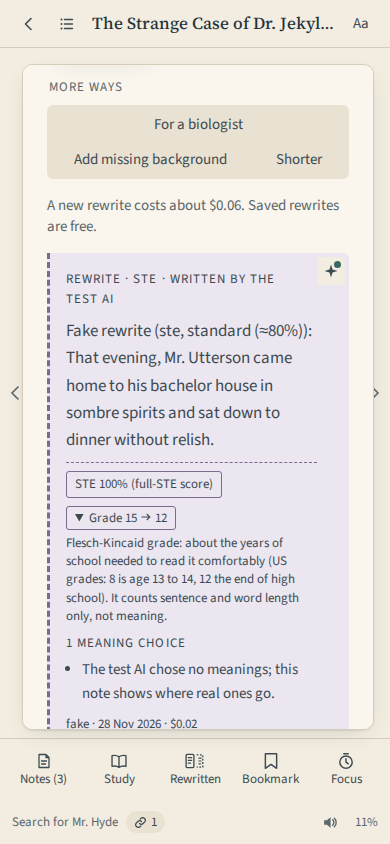 The Strange Case of Dr. Jekyl... Aa
MORE WAYS
For a biologist
Add missing background Shorter
A new rewrite costs about $0.06. Saved rewrites
are free.
REWRITE · STE · WRITTEN BY THE
TEST AI
Fake rewrite (ste, standard (≈80%)):
That evening, Mr. Utterson came
home to his bachelor house in
sombre spirits and sat down to
dinner without relish.
STE 100% (full-STE score)
▼ Grade 15 → 12
Flesch-Kincaid grade: about the years of
school needed to read it comfortably (US
grades: 8 is age 13 to 14, 12 the end of high
school). It counts sentence and word length
only, not meaning.
1 MEANING CHOICE
• The test AI chose no meanings; this
note shows where real ones go.
fake · 28 Nov 2026 · $0.02
Notes (3) Study Rewritten Bookmark Focus
Search for Mr. Hyde 1 11%